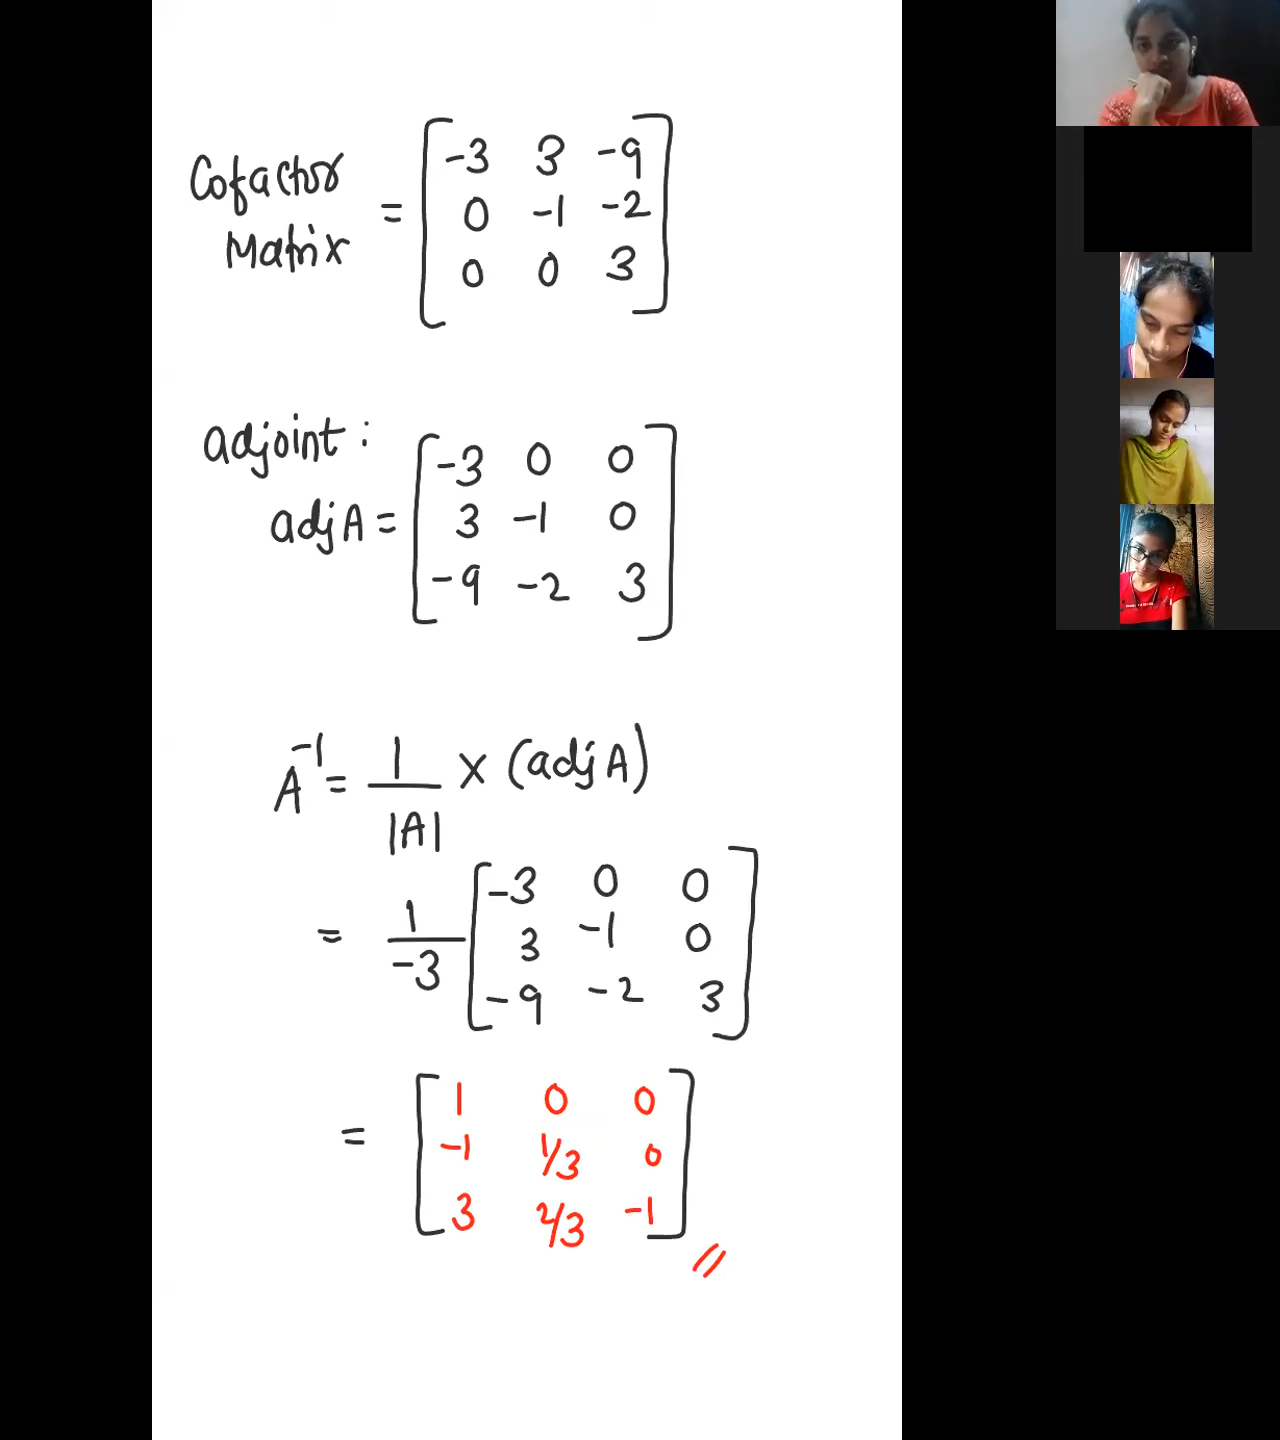 Cofactor Matrix = [-3 3 -9
0 -1 -2
0 0 3]
adjoint :
adj A = [-3 0 0
3 -1 0
-9 -2 3]
A⁻¹ = 1/|A| × (adj A)
= 1/-3 [-3 0 0
3 -1 0
-9 -2 3]
= [1 0 0
-1 1/3 0
3 2/3 -1] //